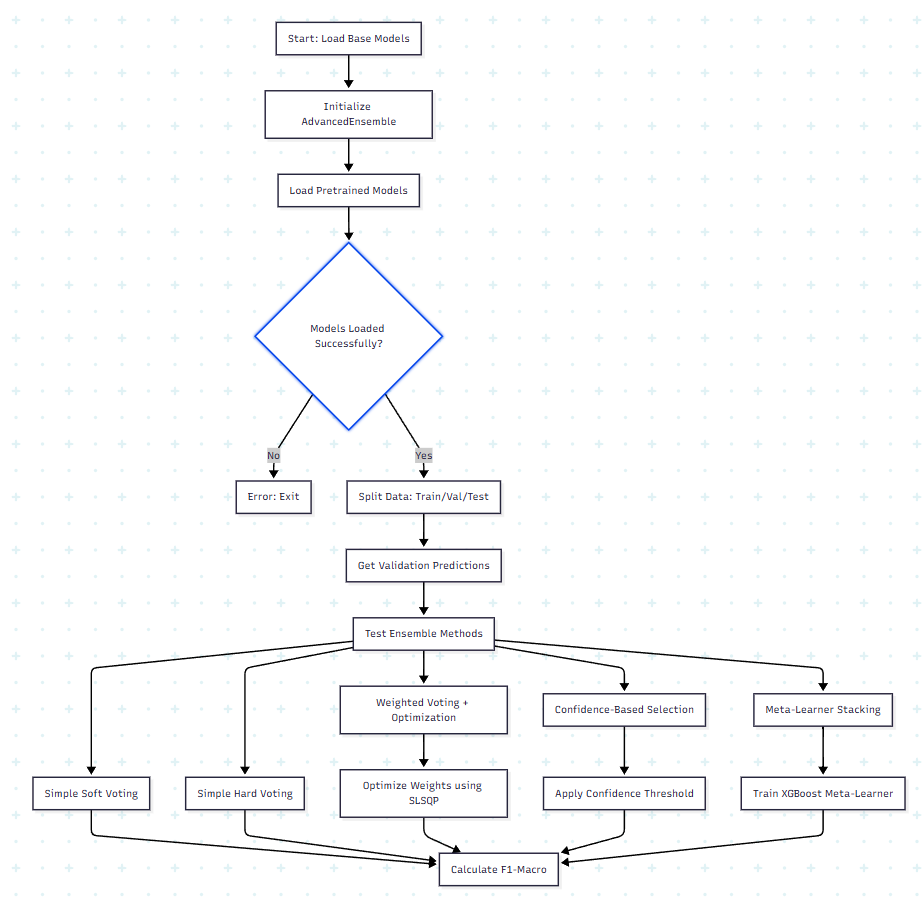 Start: Load Base Models
Initialize
AdvancedEnsemble
Load Pretrained Models
Models Loaded
Successfully?
No
Yes
Error: Exit
Split Data: Train/Val/Test
Get Validation Predictions
Test Ensemble Methods
Weighted Voting +
Optimization
Confidence-Based Selection
Meta-Learner Stacking
Simple Soft Voting
Simple Hard Voting
Optimize Weights using
SLSQP
Apply Confidence Threshold
Train XGBoost Meta-Learner
Calculate F1-Macro